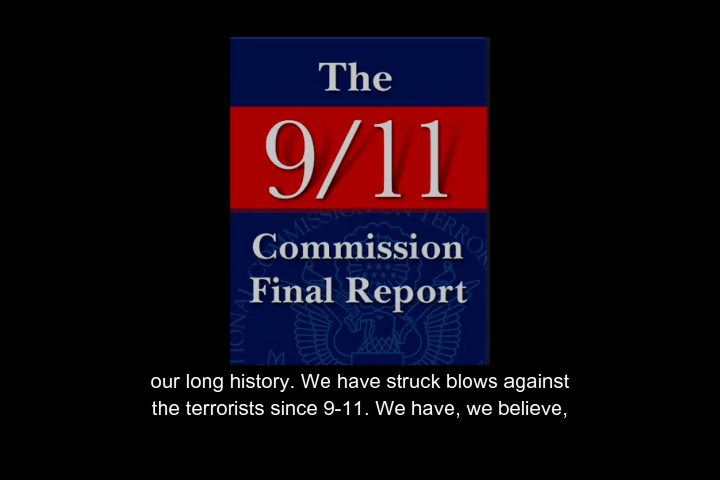 The
9/11
Commission
Final Report
our long history. We have struck blows against
the terrorists since 9-11. We have, we believe,